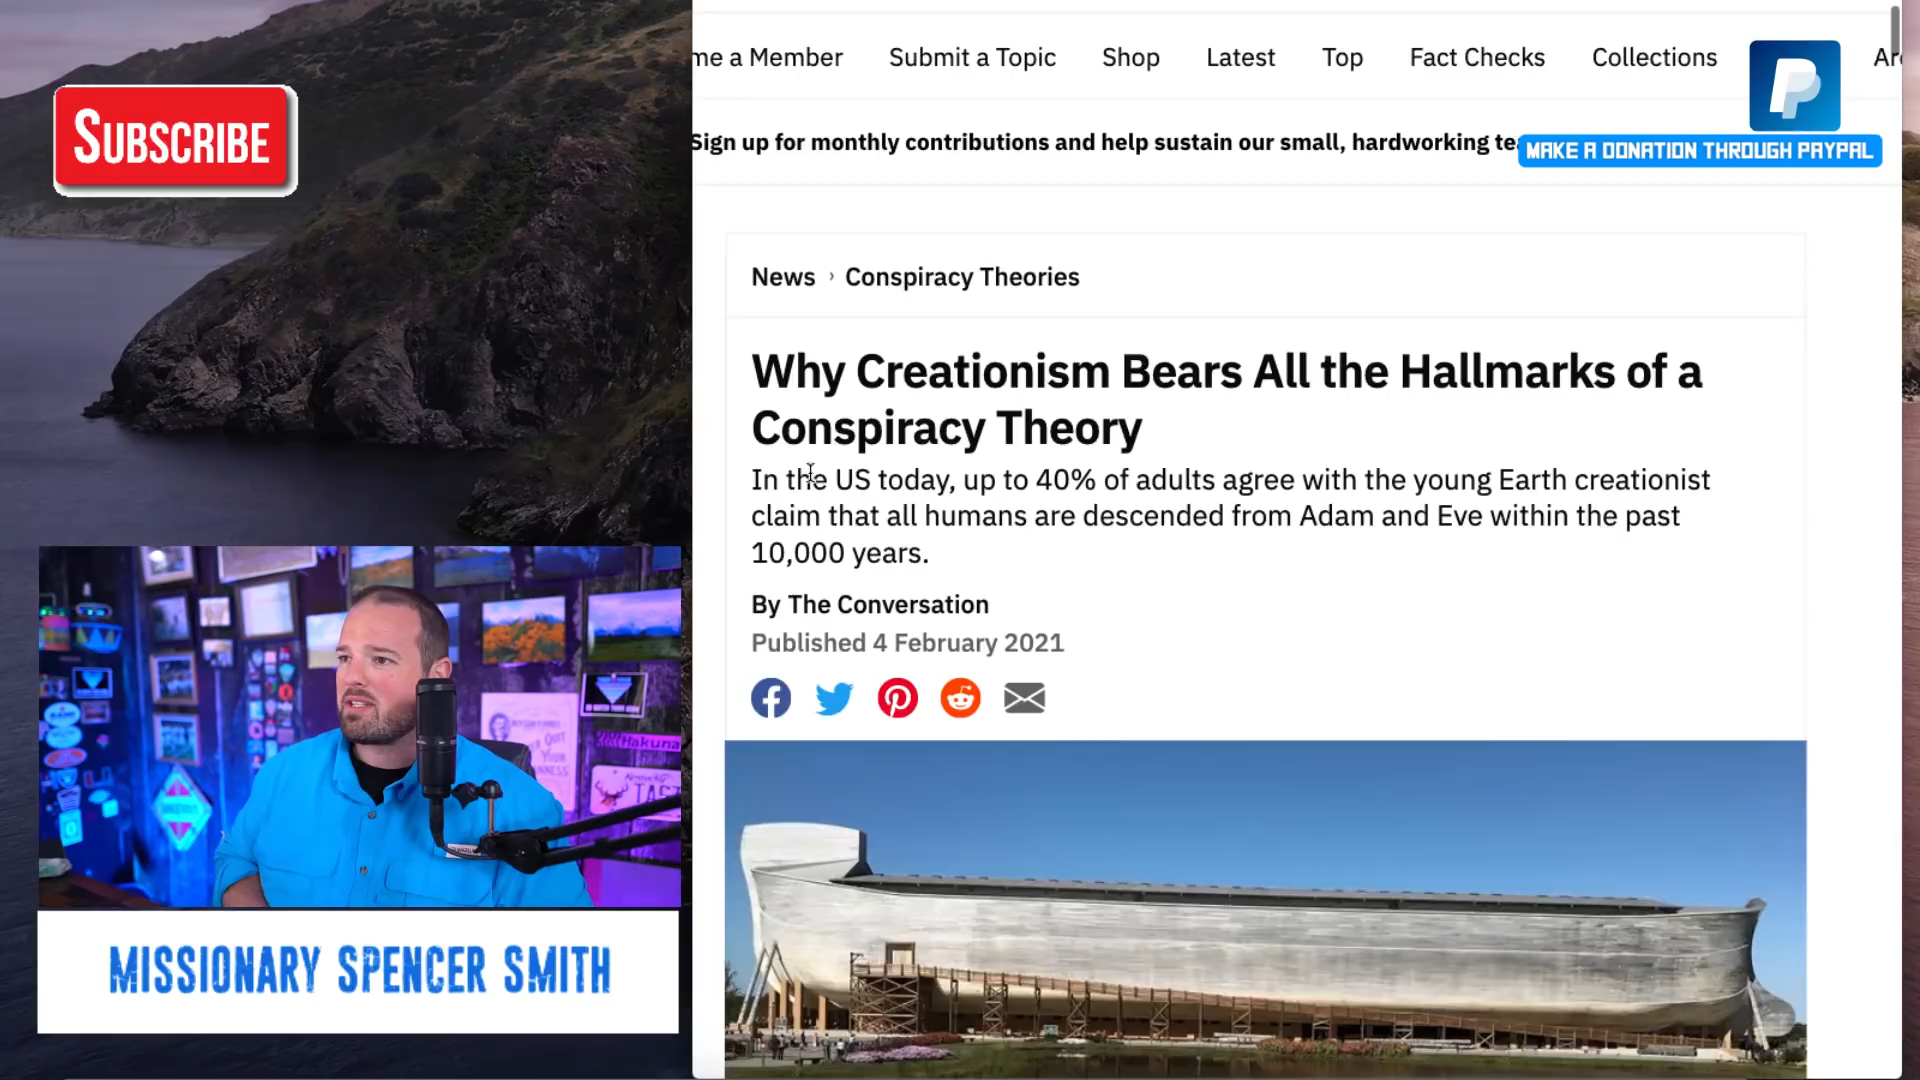 SUBSCRIBE
me a Member Submit a Topic Shop Latest Top Fact Checks Collections
Sign up for monthly contributions and help sustain our small, hardworking te
MAKE A DONATION THROUGH PAYPAL
News › Conspiracy Theories
Why Creationism Bears All the Hallmarks of a
Conspiracy Theory
In the US today, up to 40% of adults agree with the young Earth creationist
claim that all humans are descended from Adam and Eve within the past
10,000 years.
By The Conversation
Published 4 February 2021
Hakuna
MISSIONARY SPENCER SMITH